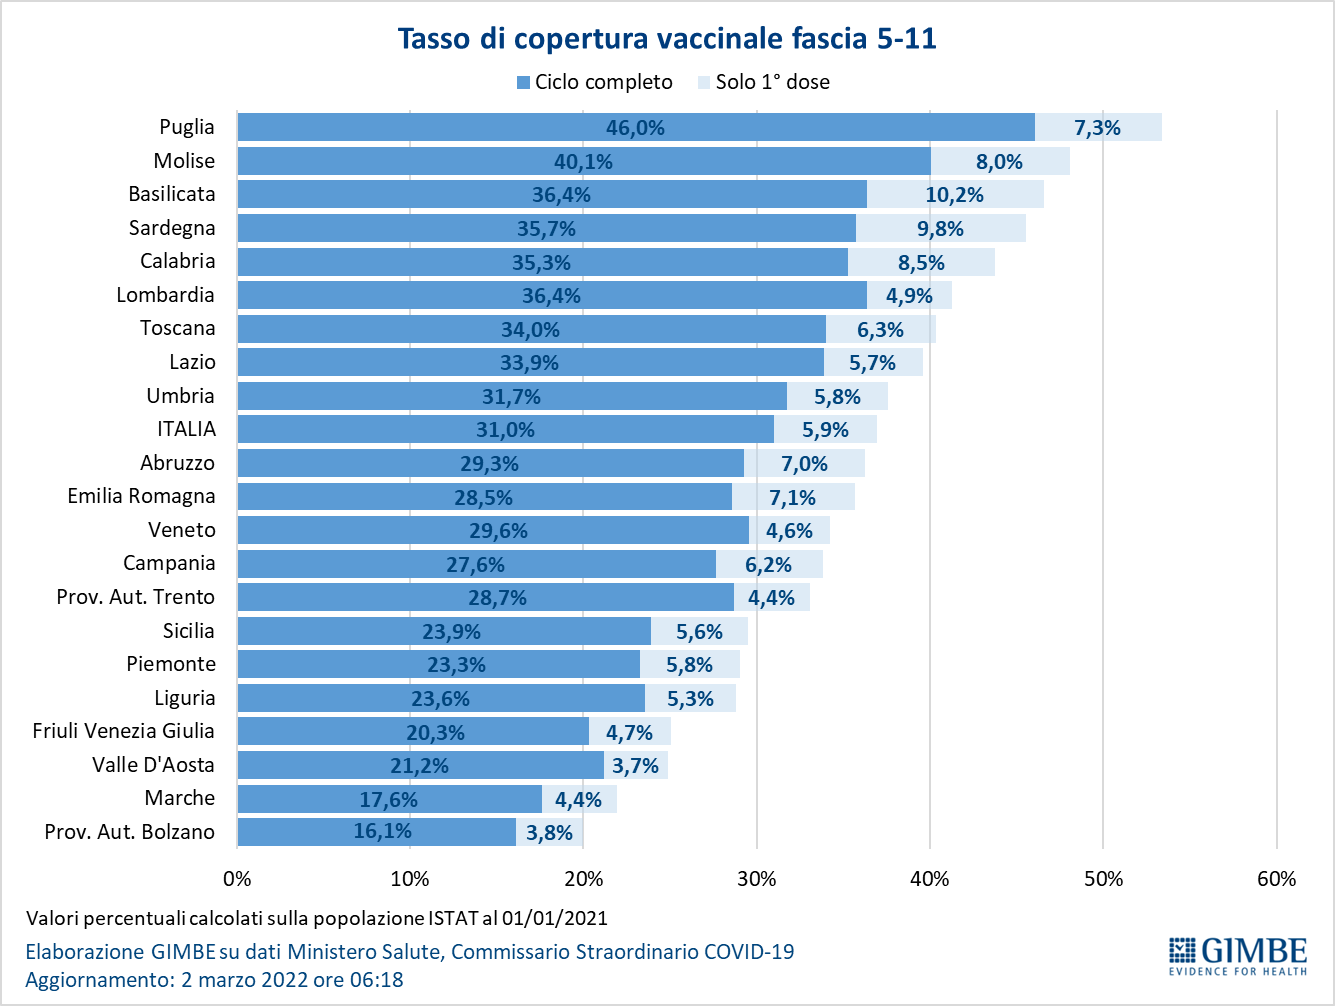 Tasso di copertura vaccinale fascia 5-11
Ciclo completo Solo 1° dose
Puglia 46,0% 7,3%
Molise 40,1% 8,0%
Basilicata 36,4% 10,2%
Sardegna 35,7% 9,8%
Calabria 35,3% 8,5%
Lombardia 36,4% 4,9%
Toscana 34,0% 6,3%
Lazio 33,9% 5,7%
Umbria 31,7% 5,8%
ITALIA 31,0% 5,9%
Abruzzo 29,3% 7,0%
Emilia Romagna 28,5% 7,1%
Veneto 29,6% 4,6%
Campania 27,6% 6,2%
Prov. Aut. Trento 28,7% 4,4%
Sicilia 23,9% 5,6%
Piemonte 23,3% 5,8%
Liguria 23,6% 5,3%
Friuli Venezia Giulia 20,3% 4,7%
Valle D'Aosta 21,2% 3,7%
Marche 17,6% 4,4%
Prov. Aut. Bolzano 16,1% 3,8%
0% 10% 20% 30% 40% 50% 60%
Valori percentuali calcolati sulla popolazione ISTAT al 01/01/2021
Elaborazione GIMBE su dati Ministero Salute, Commissario Straordinario COVID-19
Aggiornamento: 2 marzo 2022 ore 06:18
GIMBE
EVIDENCE FOR HEALTH